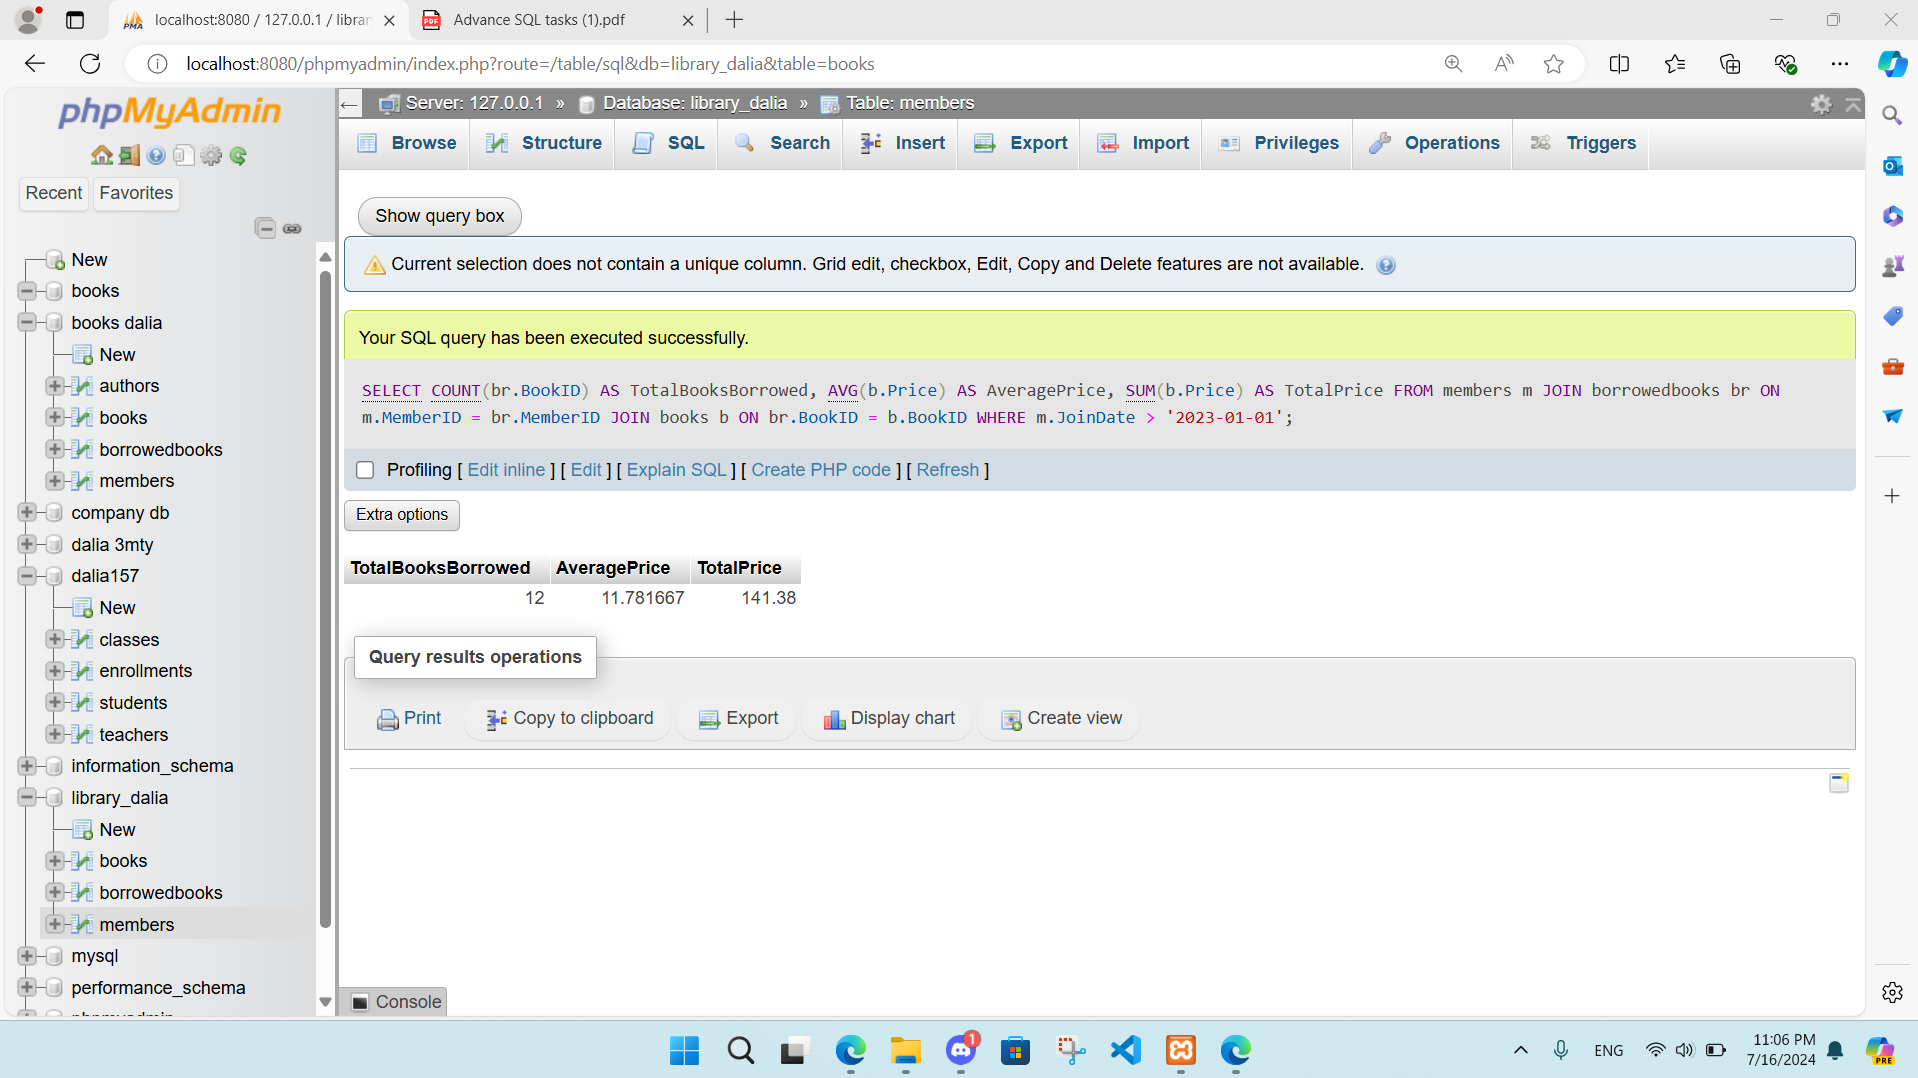 localhost:8080 / 127.0.0.1 / librar
Advance SQL tasks (1).pdf
localhost:8080/phpmyadmin/index.php?route=/table/sql&db=library_dalia&table=books
phpMyAdmin
Recent
Favorites
New
books
books dalia
New
authors
books
borrowedbooks
members
company db
dalia 3mty
dalia157
New
classes
enrollments
students
teachers
information_schema
library_dalia
New
books
borrowedbooks
members
mysql
performance_schema
phpmyadmin
Server: 127.0.0.1 » Database: library_dalia » Table: members
Browse
Structure
SQL
Search
Insert
Export
Import
Privileges
Operations
Triggers
Show query box
Current selection does not contain a unique column. Grid edit, checkbox, Edit, Copy and Delete features are not available.
Your SQL query has been executed successfully.
SELECT COUNT(br.BookID) AS TotalBooksBorrowed, AVG(b.Price) AS AveragePrice, SUM(b.Price) AS TotalPrice FROM members m JOIN borrowedbooks br ON
m.MemberID = br.MemberID JOIN books b ON br.BookID = b.BookID WHERE m.JoinDate > '2023-01-01';
Profiling [ Edit inline ] [ Edit ] [ Explain SQL ] [ Create PHP code ] [ Refresh ]
Extra options
TotalBooksBorrowed AveragePrice TotalPrice
12 11.781667 141.38
Query results operations
Print
Copy to clipboard
Export
Display chart
Create view
Console
1
ENG
11:06 PM
7/16/2024
PRE